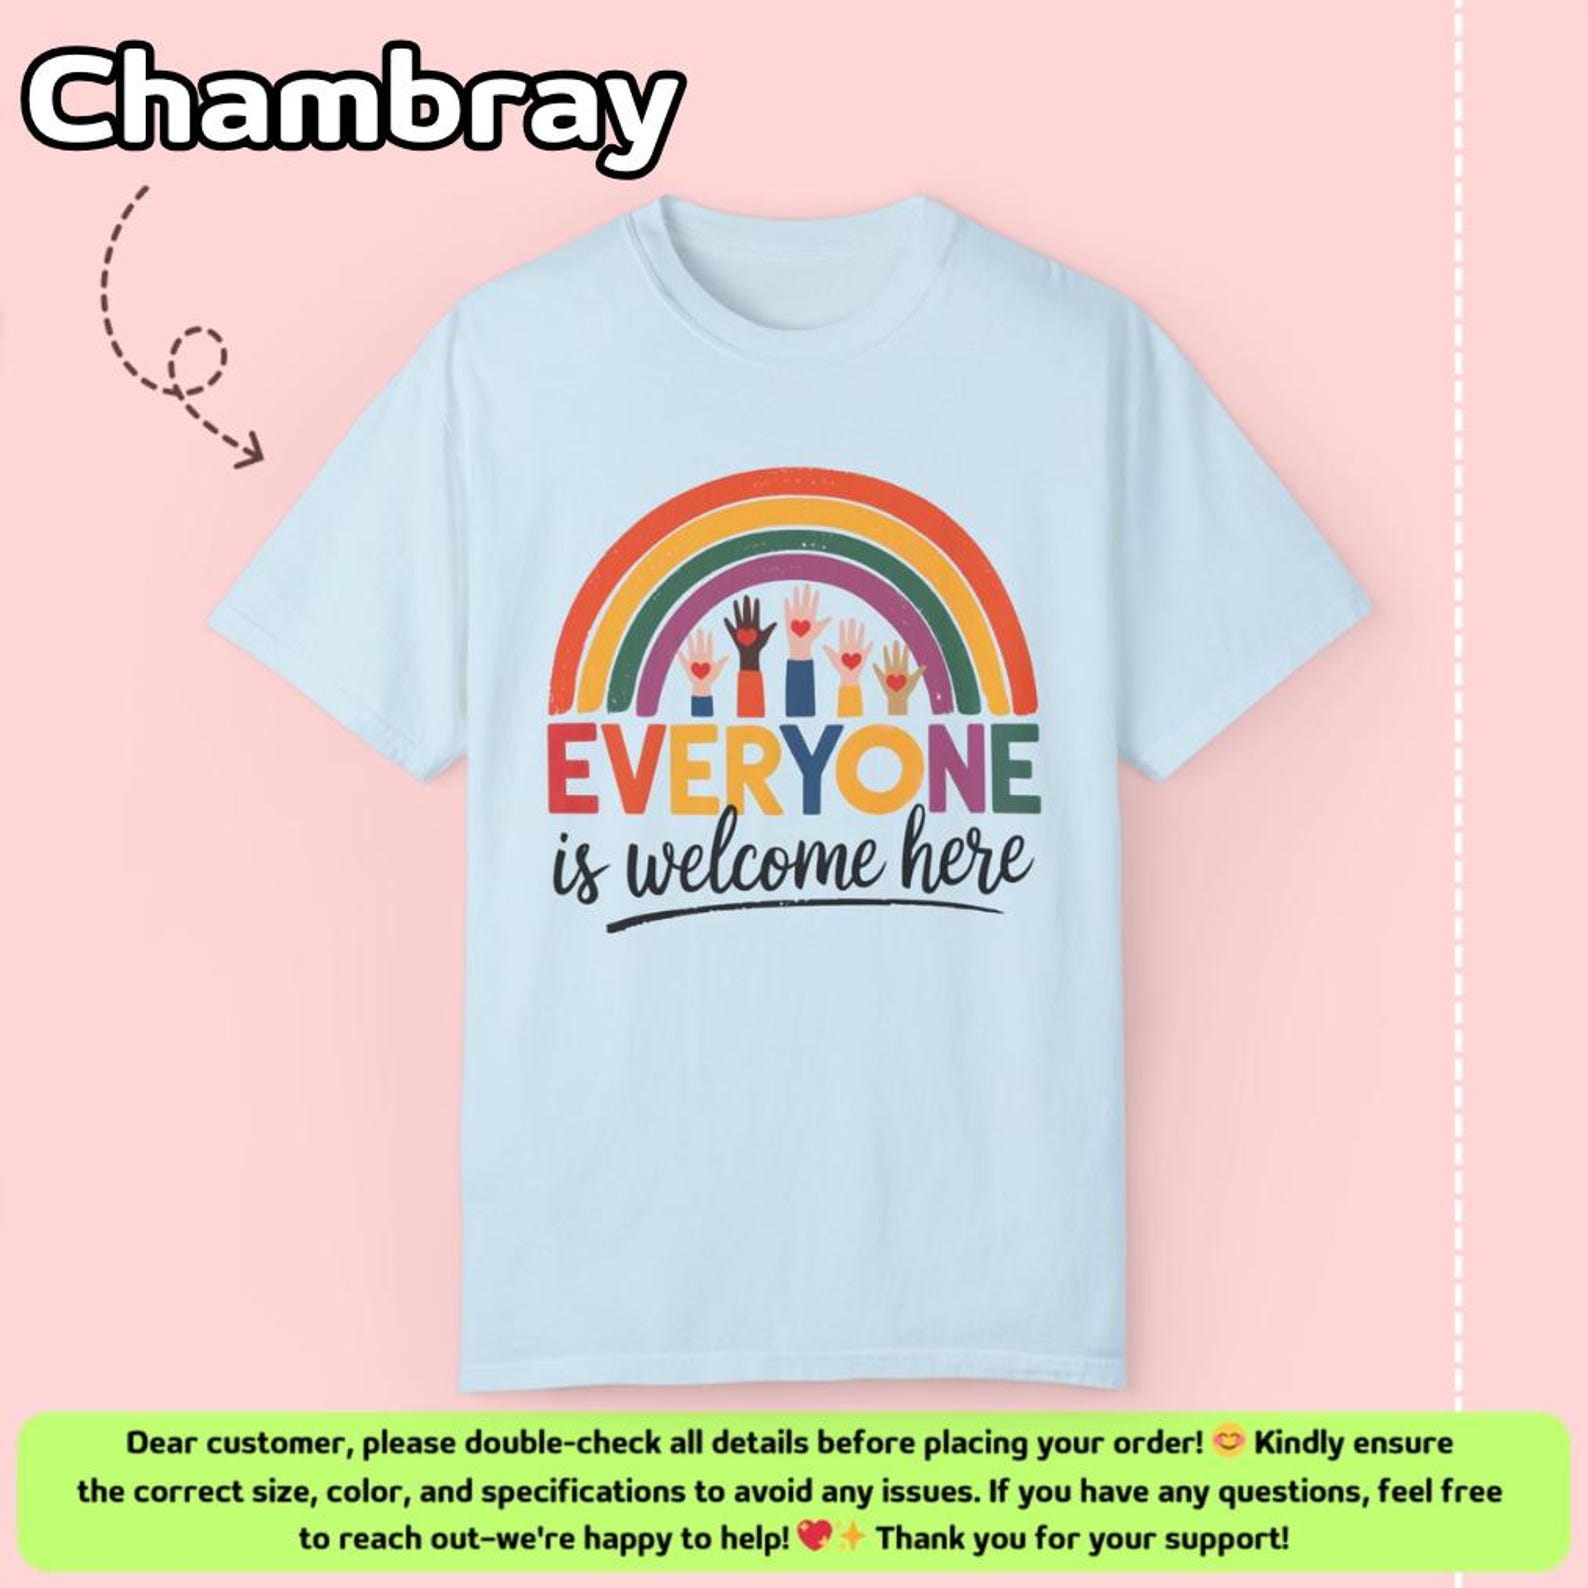 Chambray
EVERYONE
is welcome here
Dear customer, please double-check all details before placing your order! 😊 Kindly ensure
the correct size, color, and specifications to avoid any issues. If you have any questions, feel free
to reach out–we're happy to help! 💖✨ Thank you for your support!